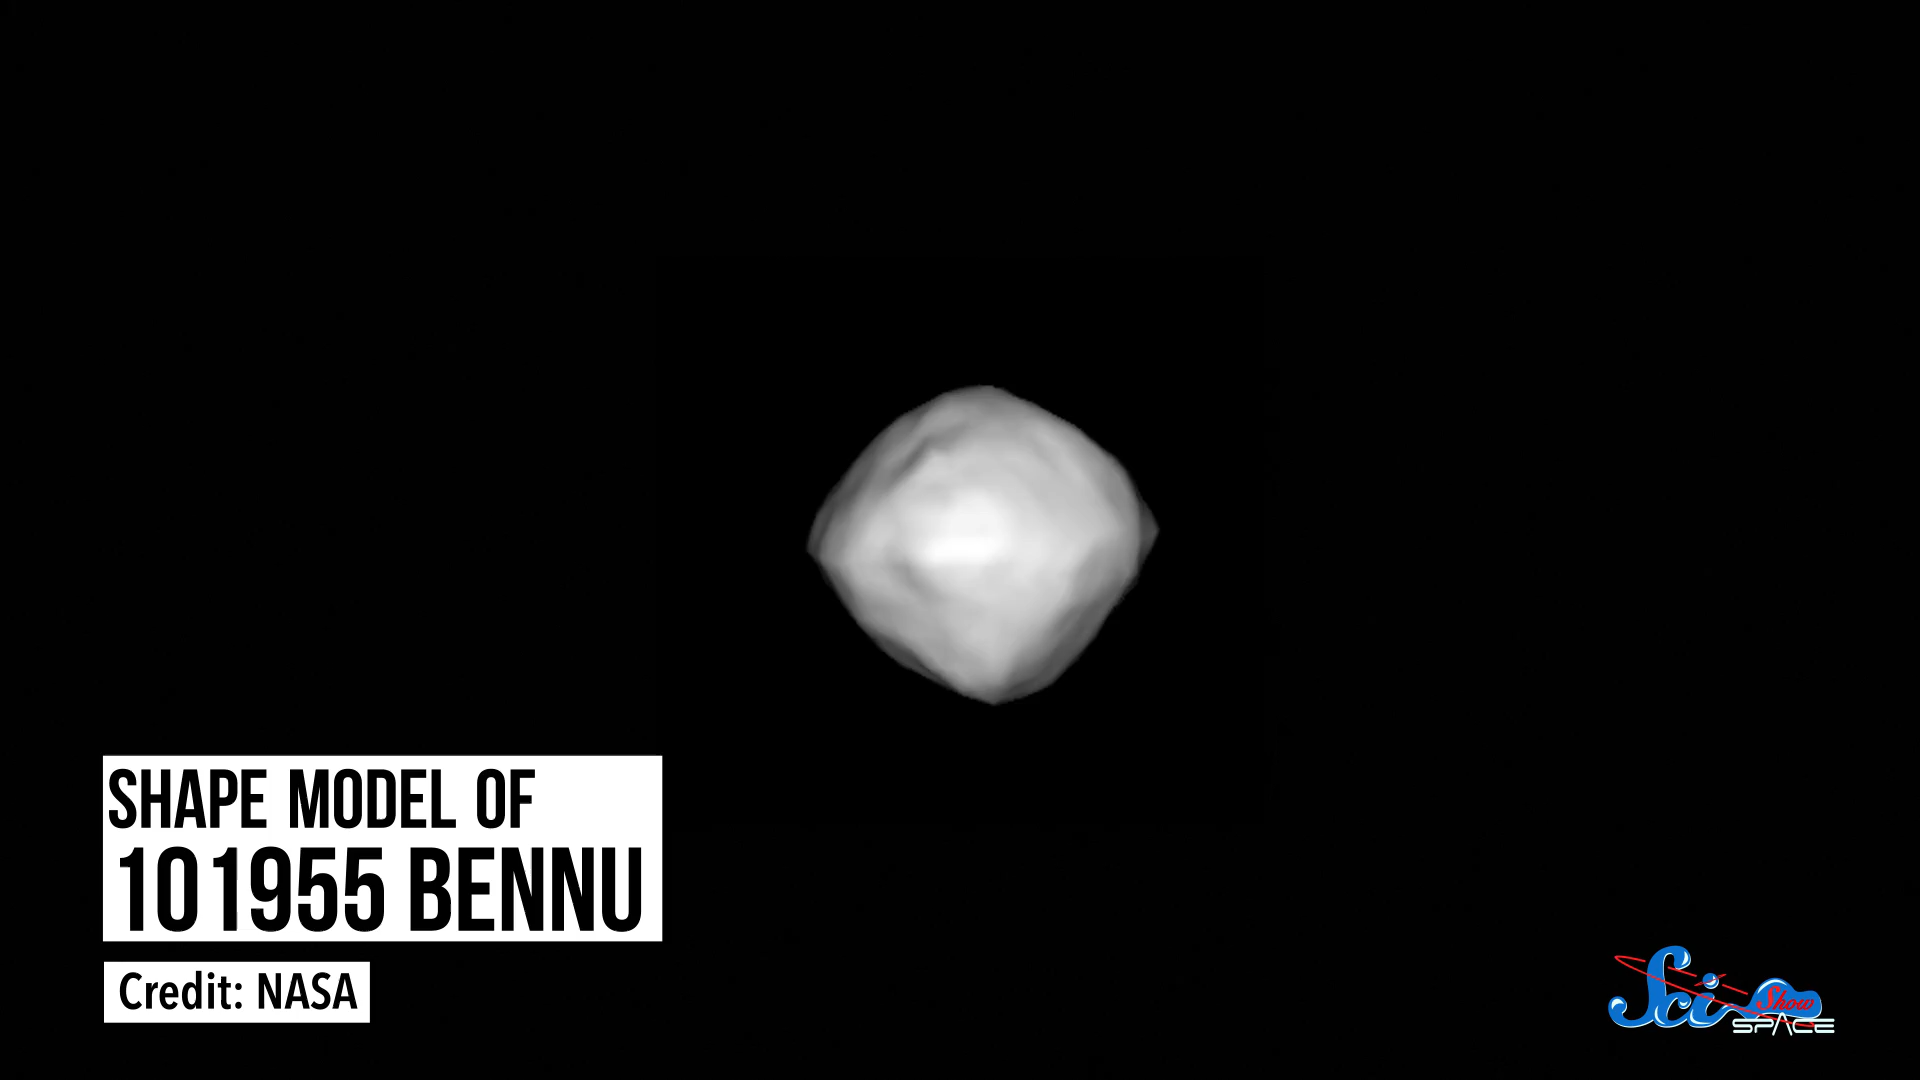 SHAPE MODEL OF
101955 BENNU
Credit: NASA
Sci Show
SPACE